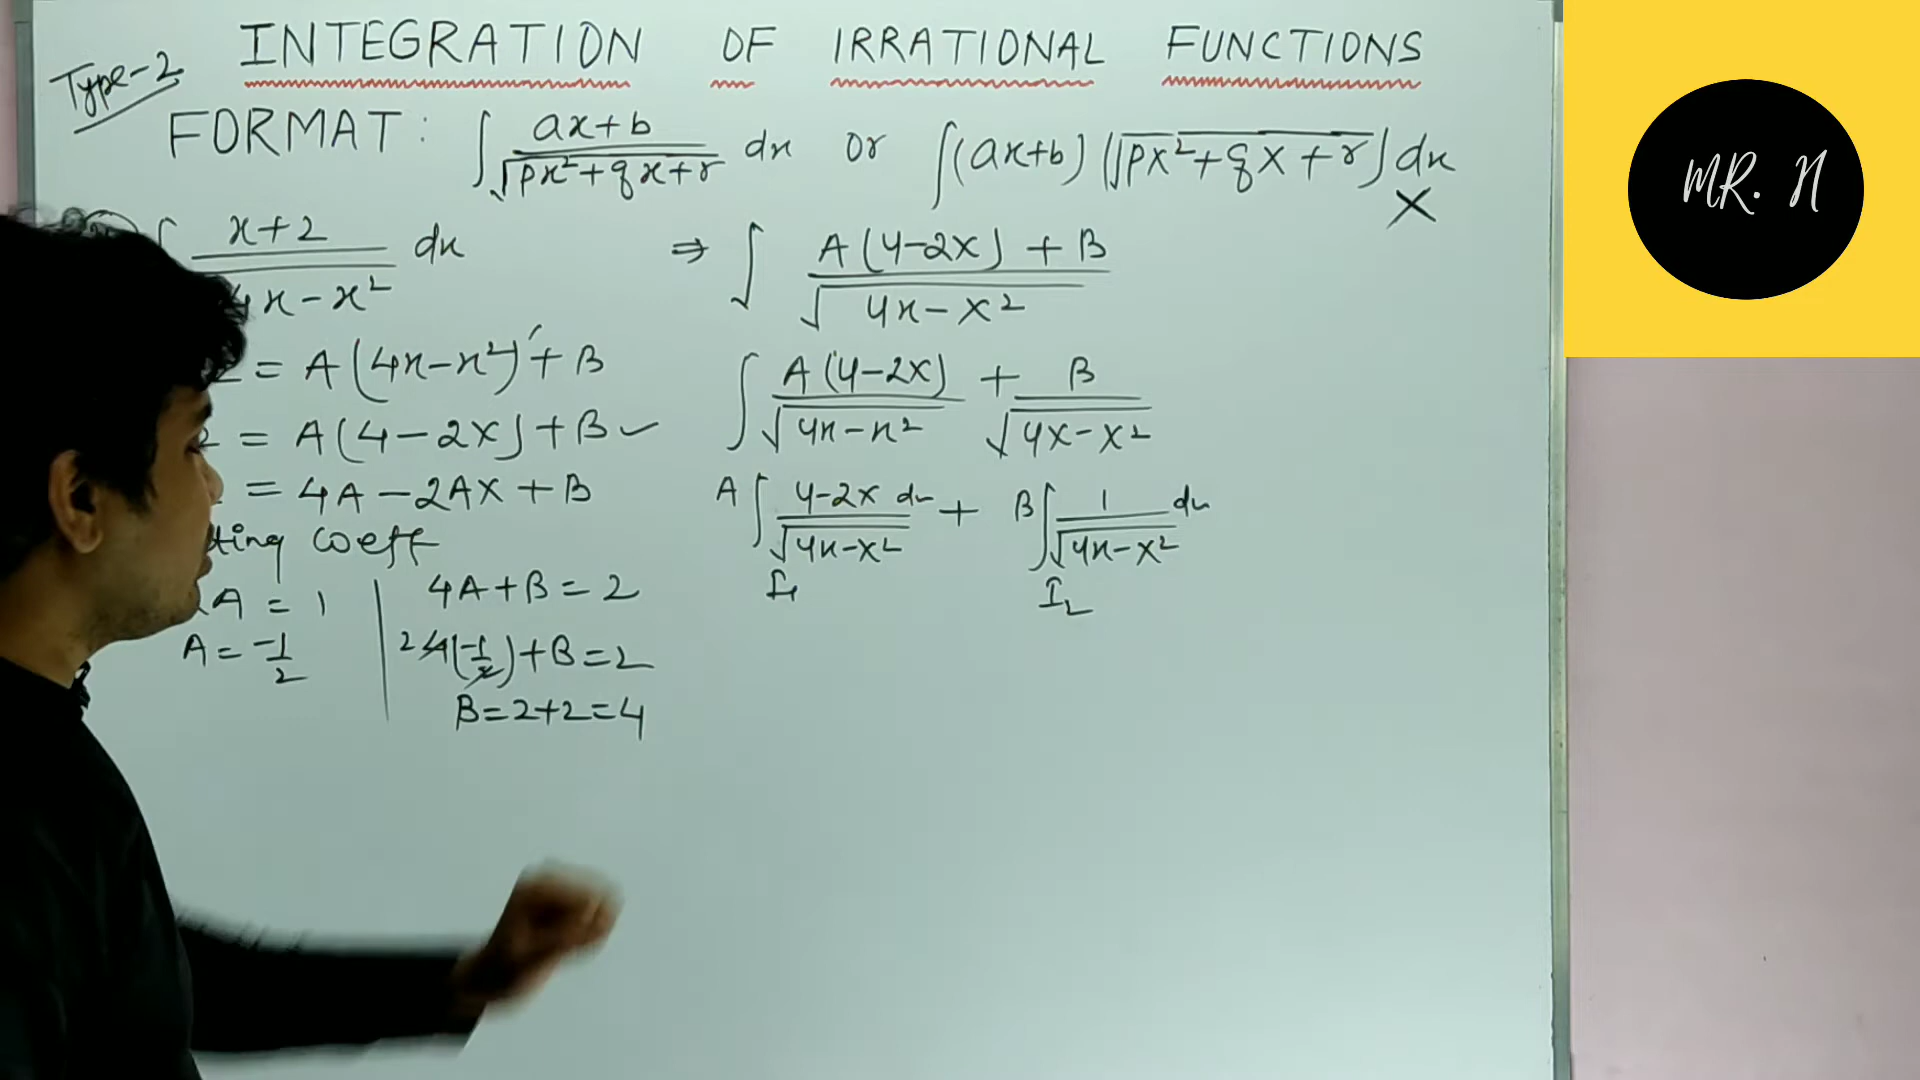 INTEGRATION OF IRRATIONAL FUNCTIONS
Type-2
FORMAT: ∫ (ax+b)/√(px²+qx+r) dx or ∫(ax+b)(√(px²+qx+r)) dx
X
MR. N
∫ (x+2)/√(4x-x²) dx ⇒ ∫ (A(4-2x)+B)/√(4x-x²)
2 = A(4x-x²)' + B
∫ A(4-2x)/√(4x-x²) + B/√(4x-x²)
2 = A(4-2x)+B ✓
= 4A-2Ax+B
A∫ (4-2x)/√(4x-x²) dx + B∫ 1/√(4x-x²) dx
I₁ I₂
ting coeff
A = 1
A = -1/2
4A+B=2
2 4(-1/2)+B=2
B=2+2=4